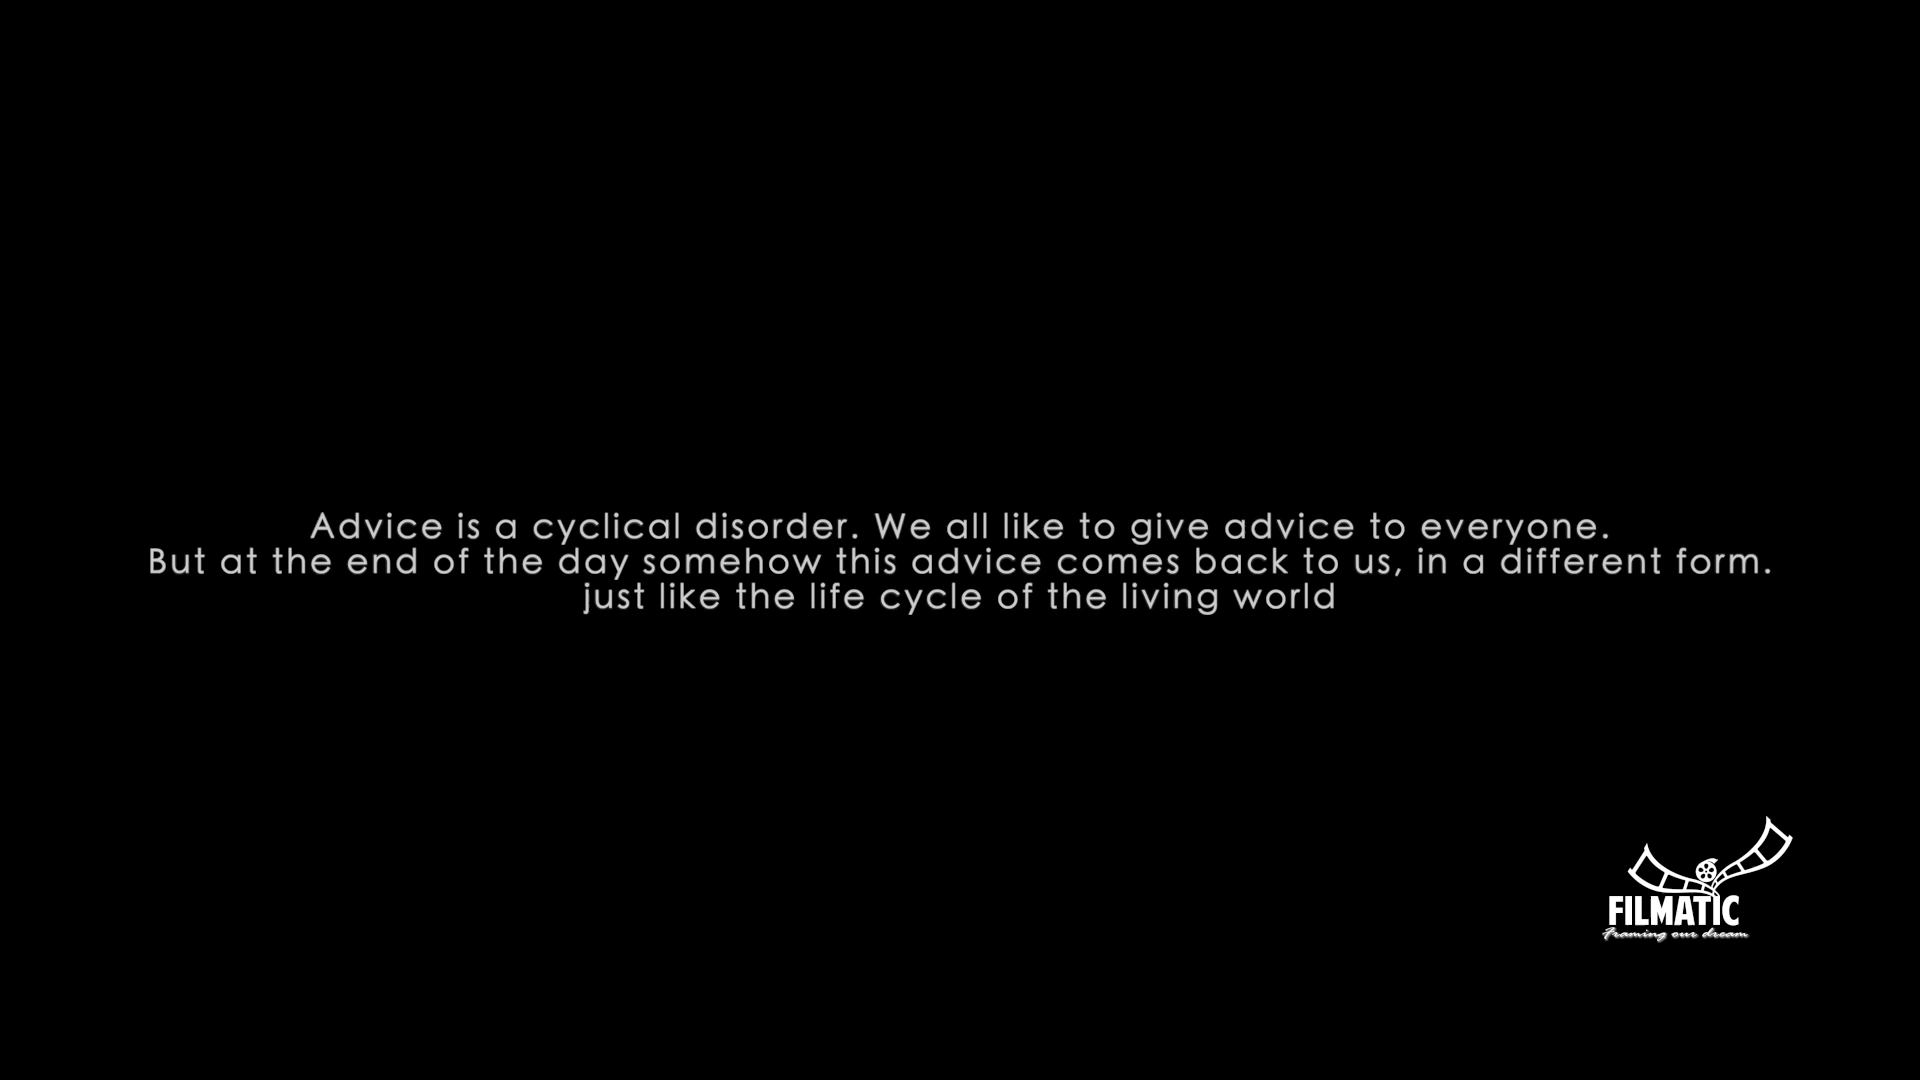 Advice is a cyclical disorder. We all like to give advice to everyone.
But at the end of the day somehow this advice comes back to us, in a different form.
just like the life cycle of the living world
FILMATIC
Framing our dream